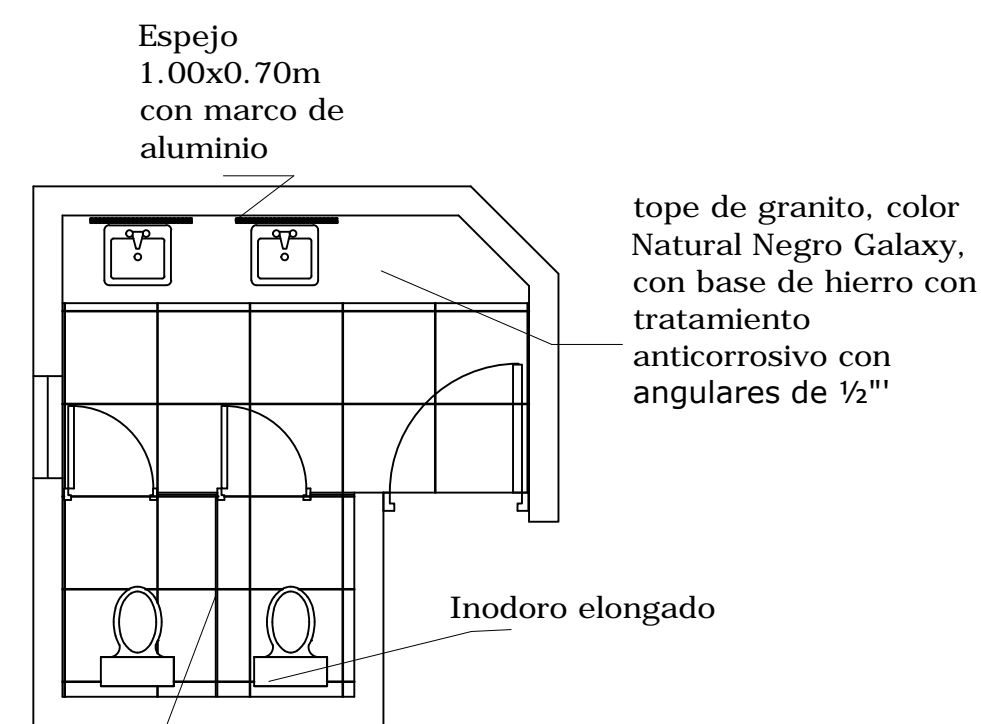 Espejo
1.00x0.70m
con marco de
aluminio
tope de granito, color
Natural Negro Galaxy,
con base de hierro con
tratamiento
anticorrosivo con
angulares de ½"'
Inodoro elongado